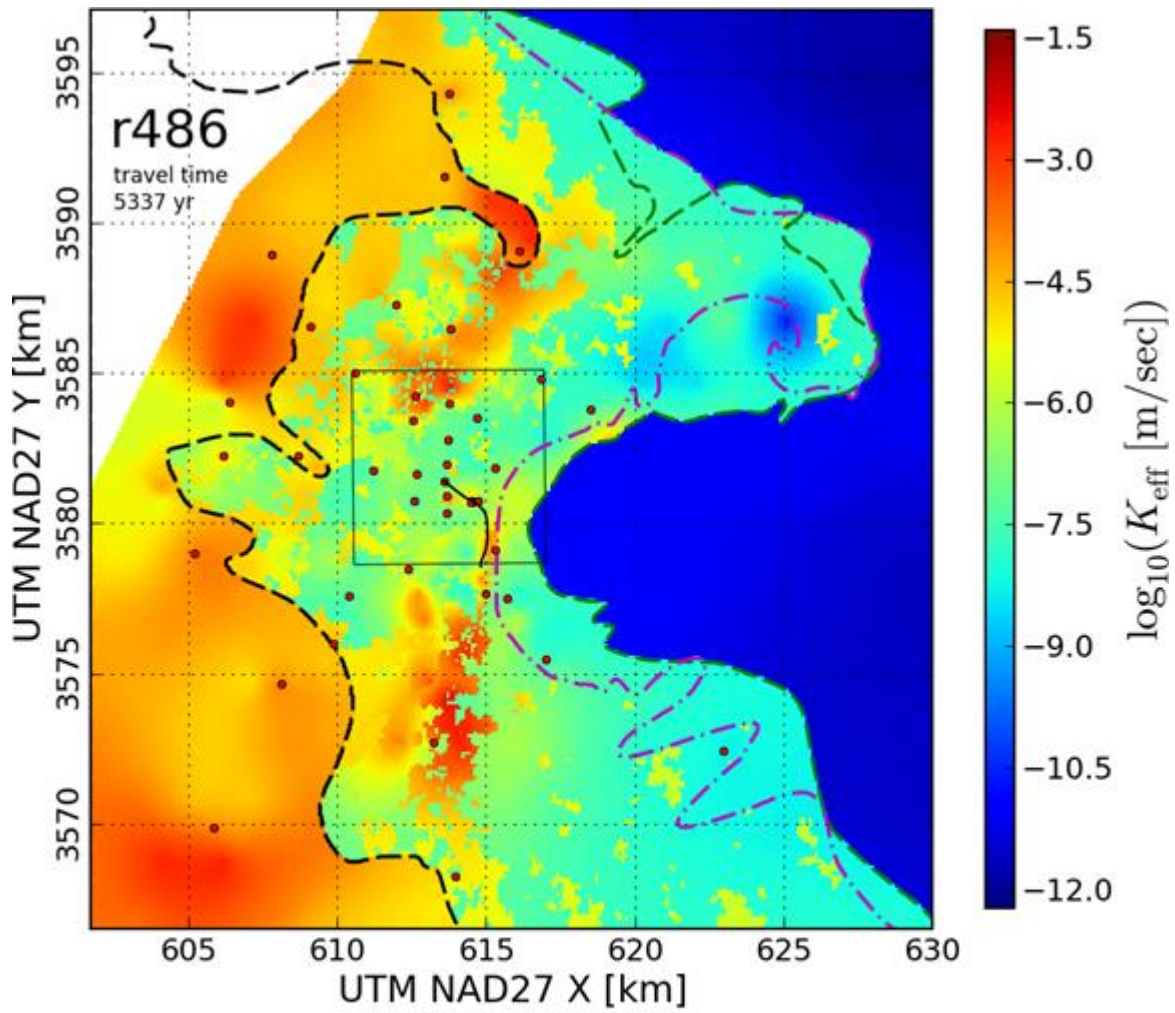 r486
travel time
5337 yr
3595
3590
3585
3580
3575
3570
UTM NAD27 Y [km]
605 610 615 620 625 630
UTM NAD27 X [km]
−1.5
−3.0
−4.5
−6.0
−7.5
−9.0
−10.5
−12.0
log₁₀(K_eff [m/sec])